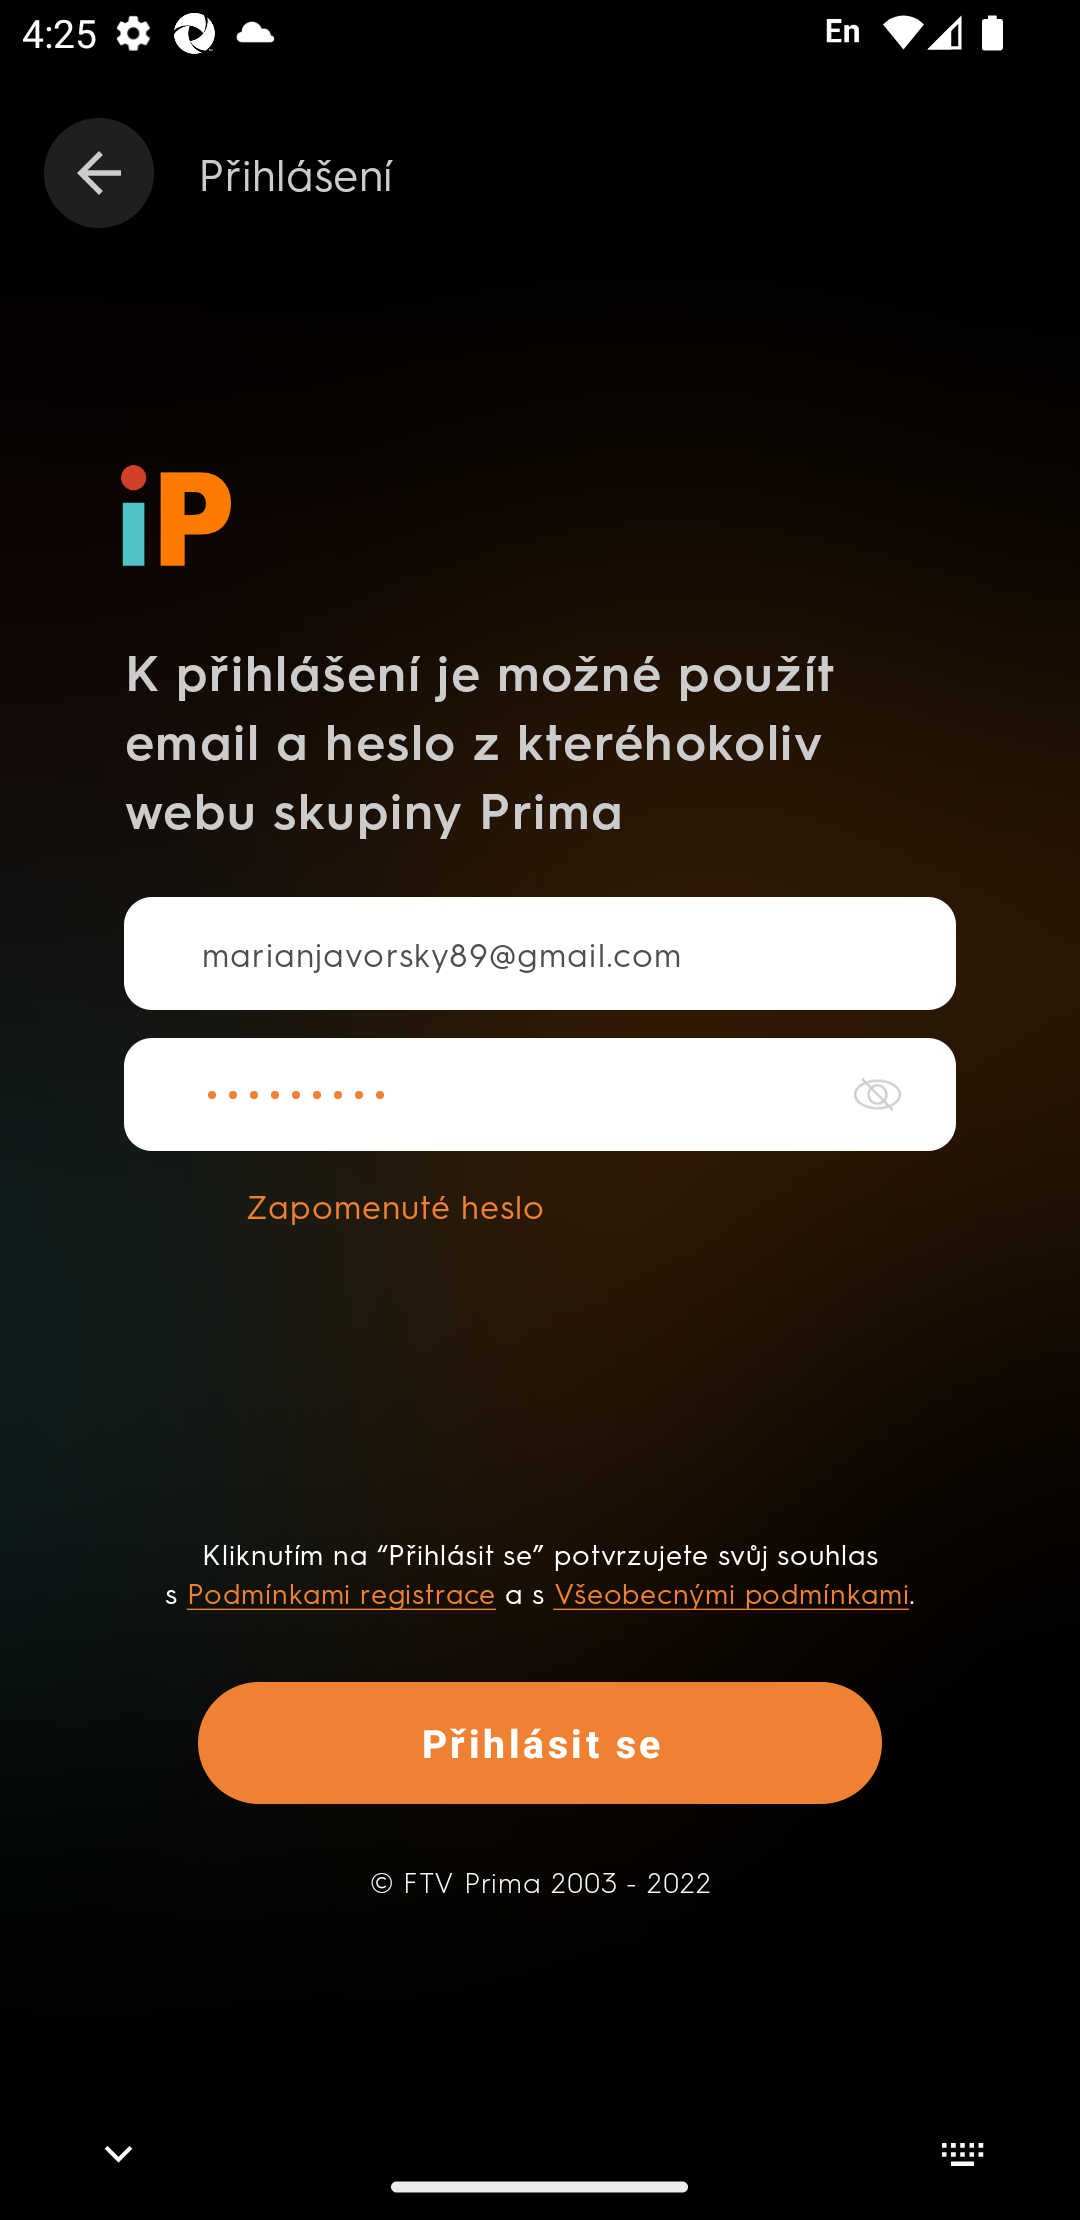 4:25
En
Přihlášení
iP
K přihlášení je možné použít
email a heslo z kteréhokoliv
webu skupiny Prima
marianjavorsky89@gmail.com
•••••••••
Zapomenuté heslo
Kliknutím na “Přihlásit se” potvrzujete svůj souhlas
s Podmínkami registrace a s Všeobecnými podmínkami.
Přihlásit se
© FTV Prima 2003 - 2022